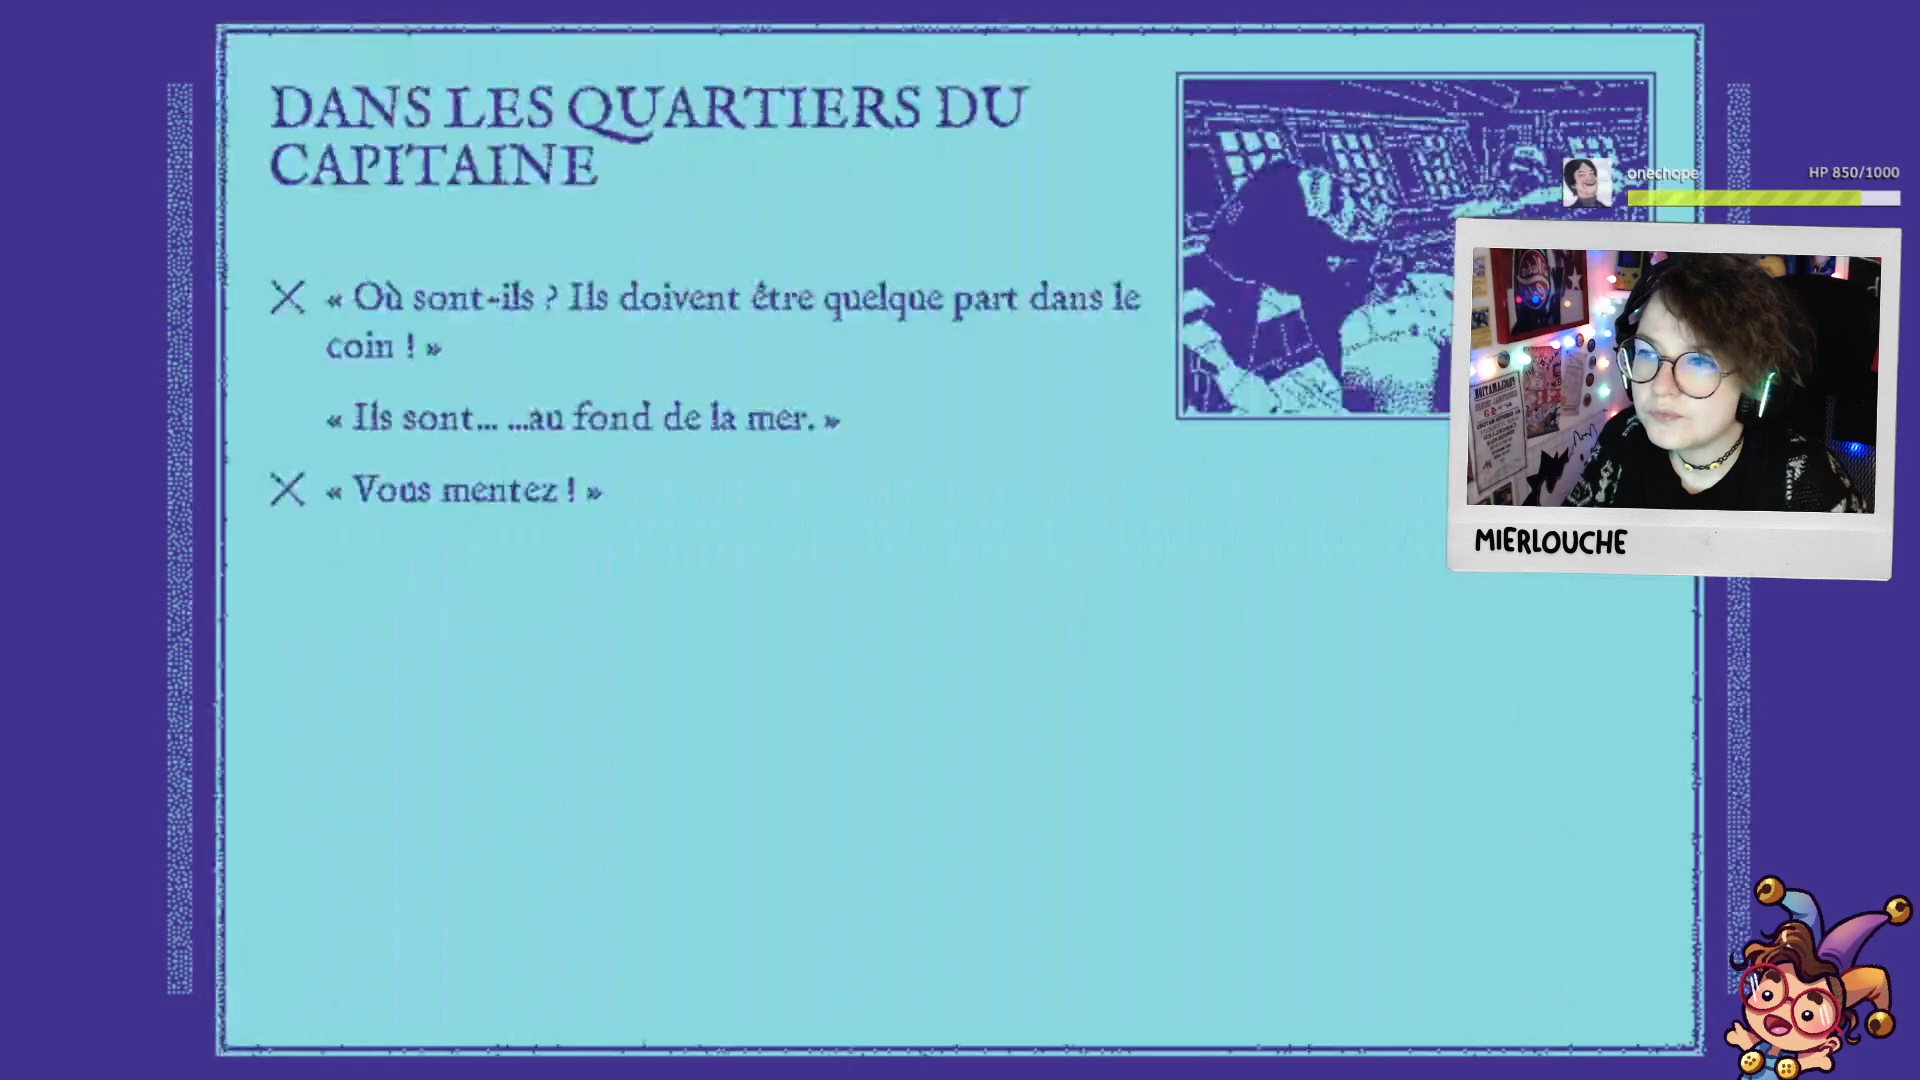 DANS LES QUARTIERS DU
CAPITAINE
« Où sont-ils ? Ils doivent être quelque part dans le
coin ! »
« Ils sont... ...au fond de la mer. »
« Vous mentez ! »
onechope
HP 850/1000
MIERLOUCHE